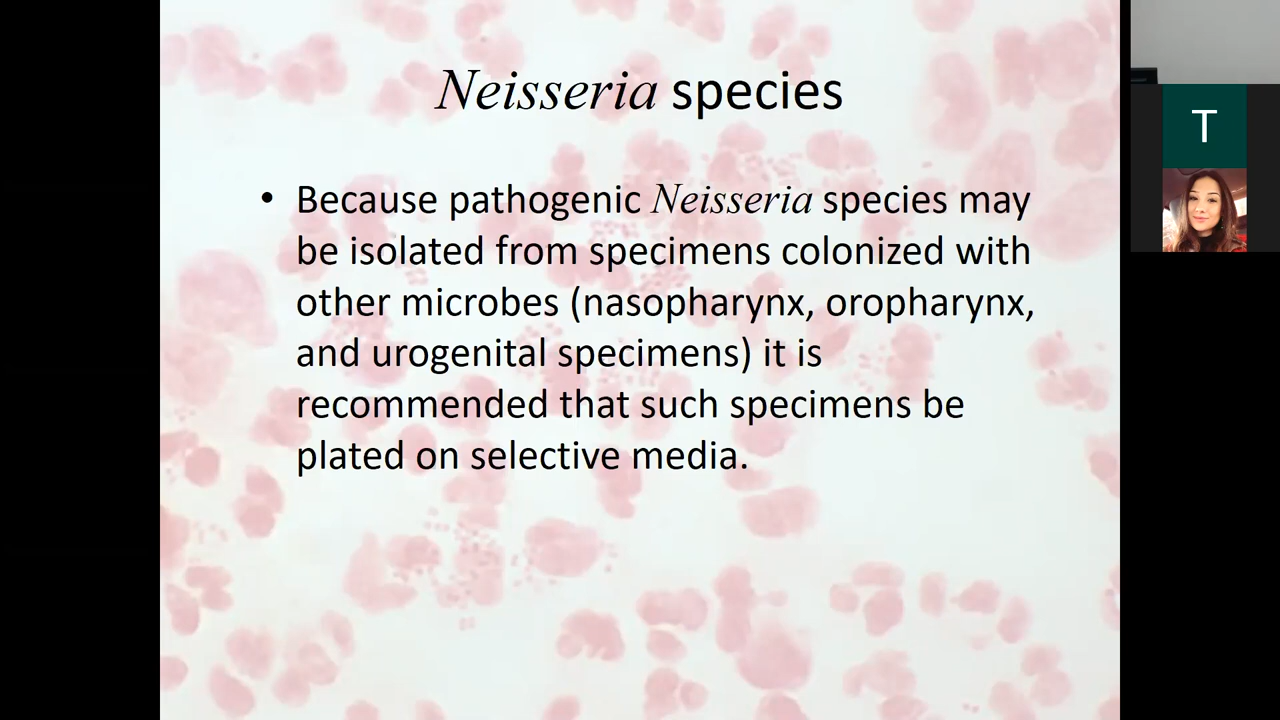 Neisseria species
• Because pathogenic Neisseria species may
be isolated from specimens colonized with
other microbes (nasopharynx, oropharynx,
and urogenital specimens) it is
recommended that such specimens be
plated on selective media.
T